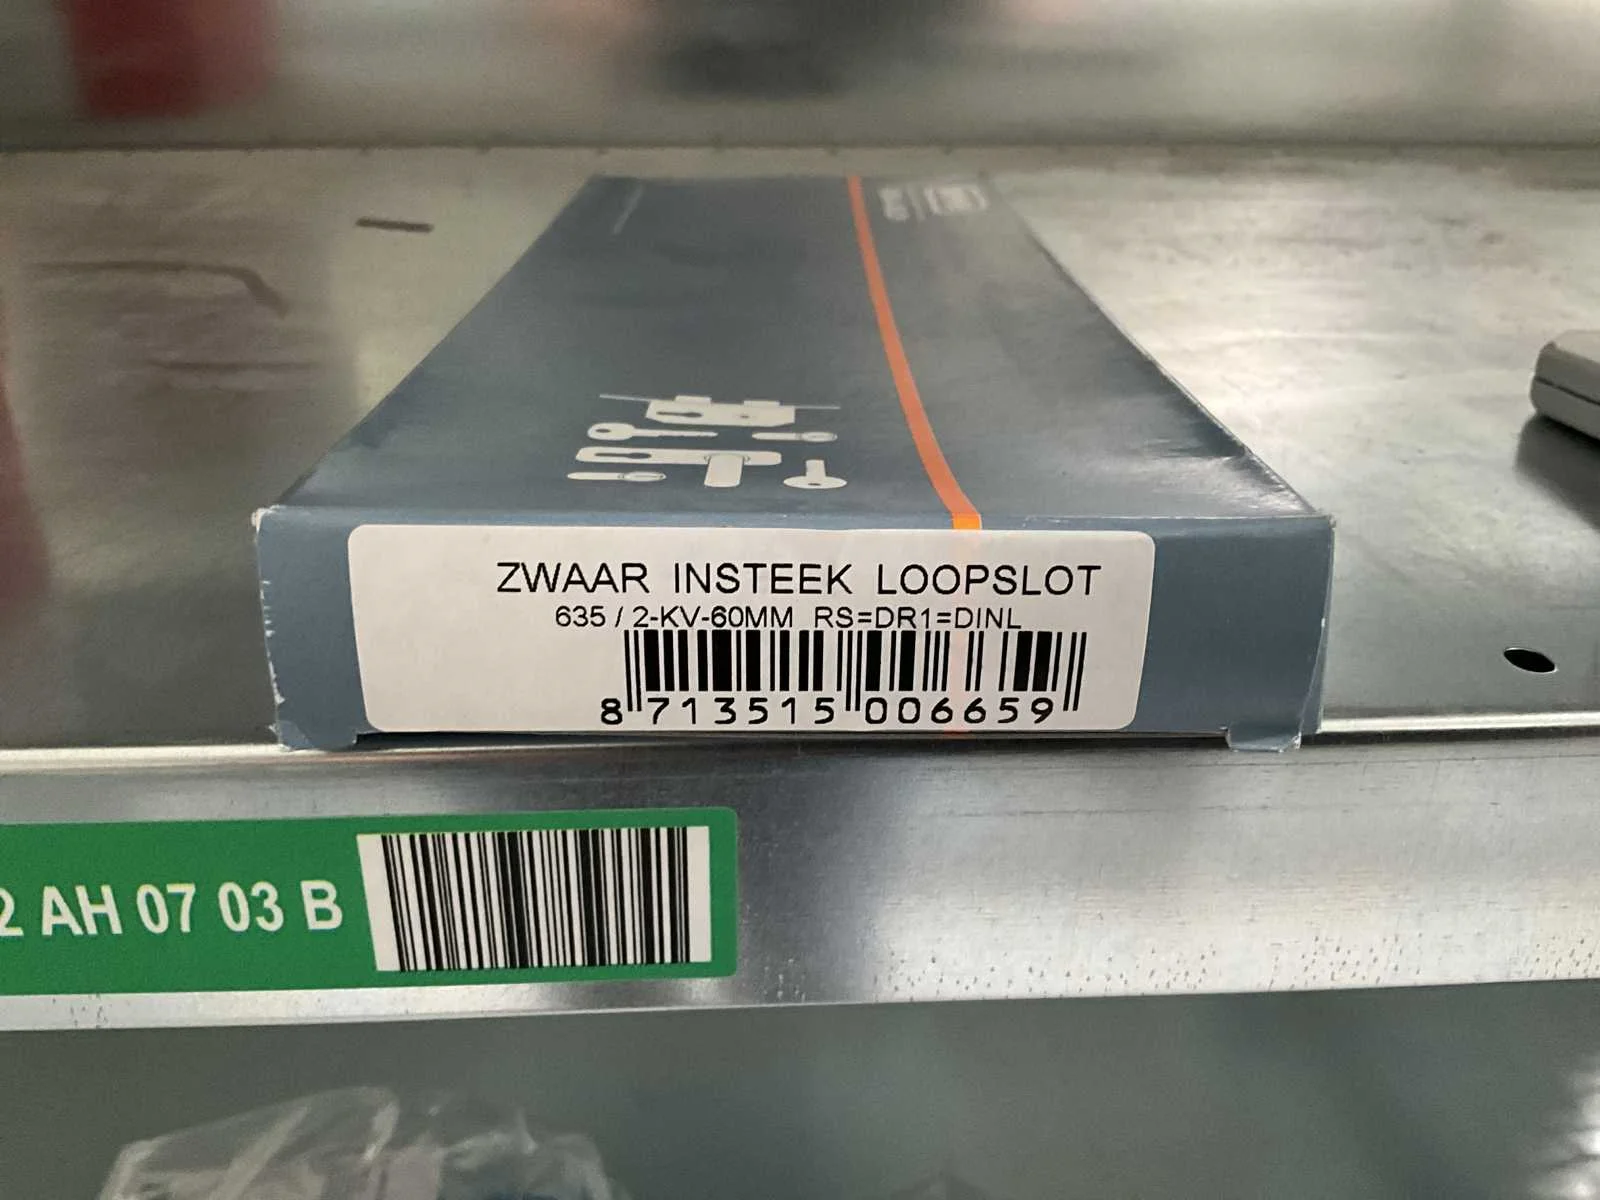 ZWAAR INSTEEK LOOPSLOT
635 / 2-KV-60MM RS=DR1=DINL
8 713515 006659
2 AH 07 03 B